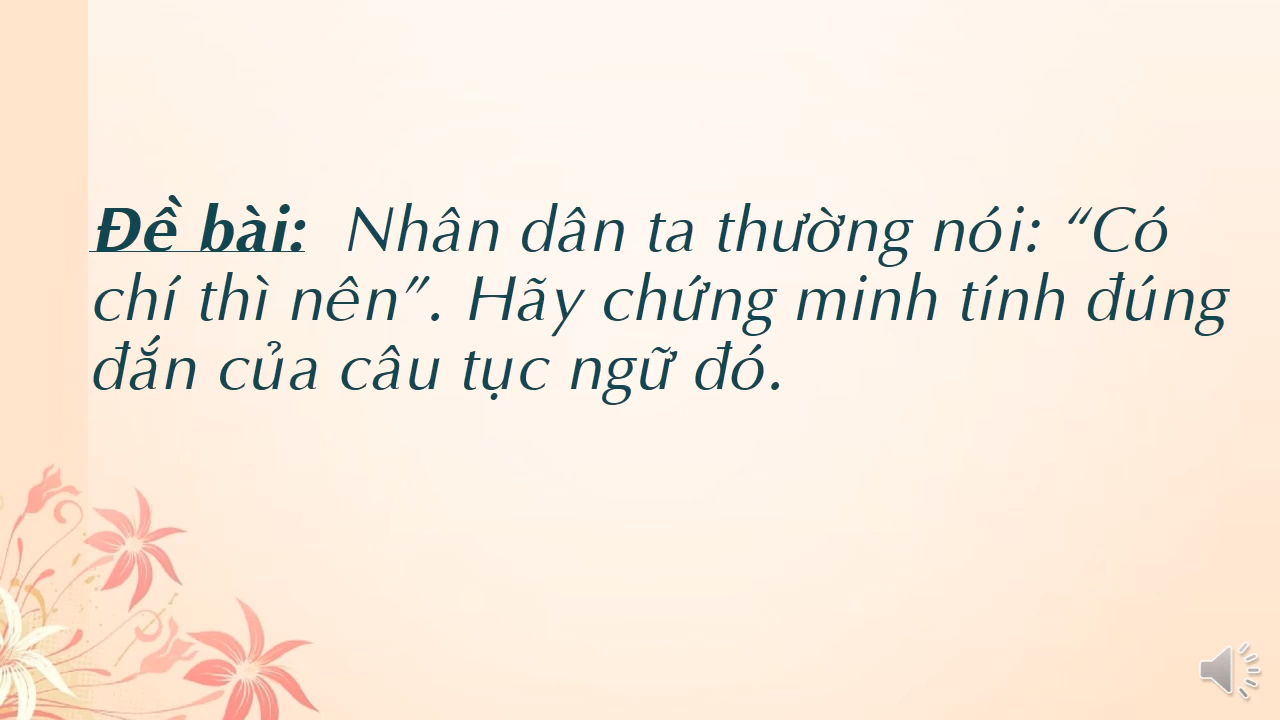 Đề bài: Nhân dân ta thường nói: “Có
chí thì nên”. Hãy chứng minh tính đúng
đắn của câu tục ngữ đó.